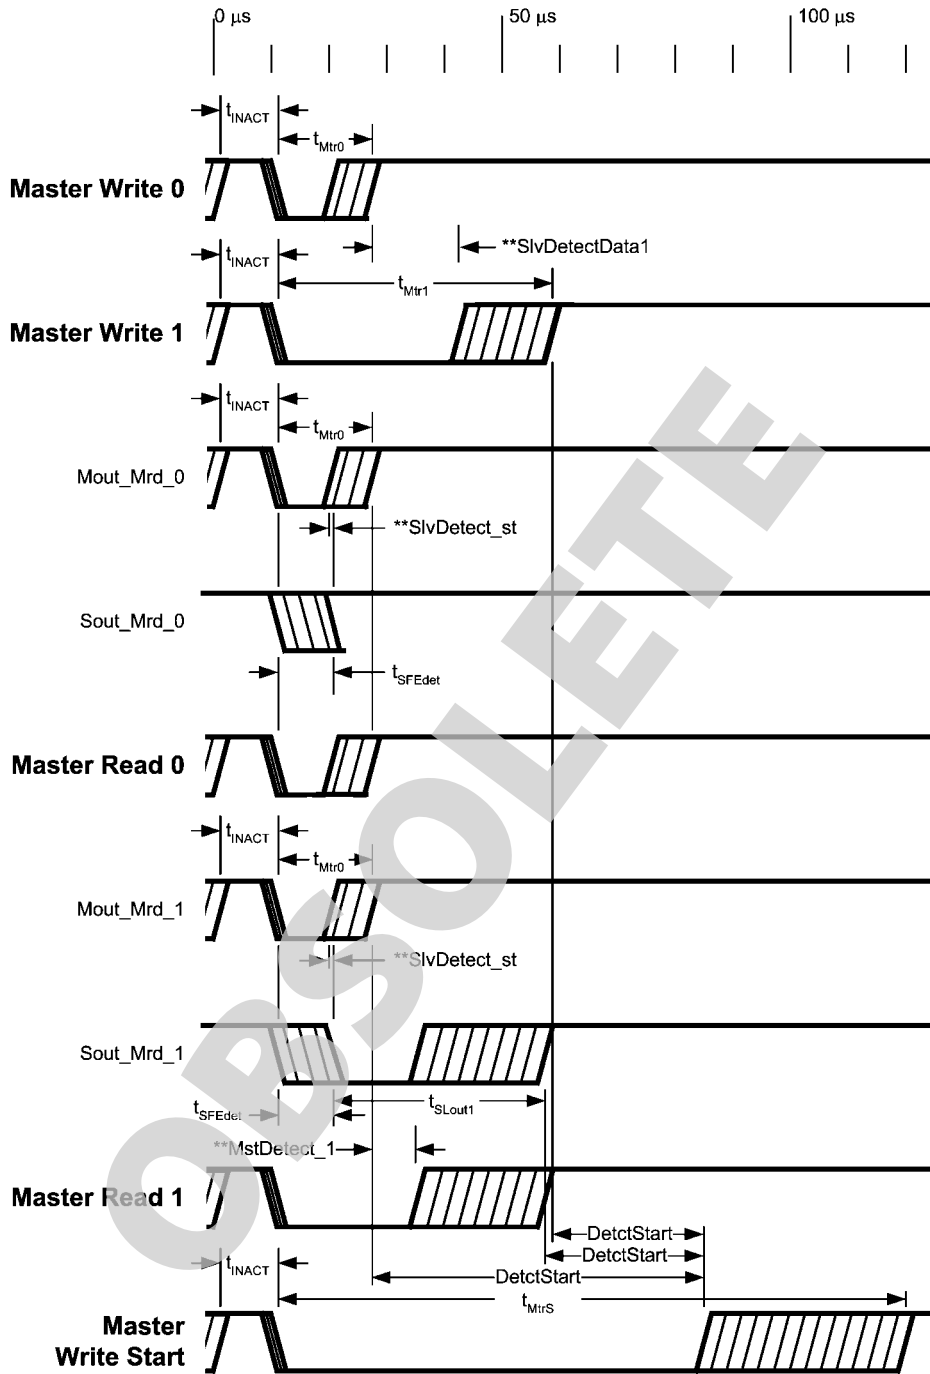 0 µs 50 µs 100 µs
tINACT
tMtr0
Master Write 0
**SlvDetectData1
tINACT
tMtr1
Master Write 1
tINACT
tMtr0
Mout_Mrd_0
**SlvDetect_st
Sout_Mrd_0
tSFEdet
Master Read 0
tINACT
tMtr0
Mout_Mrd_1
**SlvDetect_st
Sout_Mrd_1
tSFEdet
tSLout1
**MstDetect_1
Master Read 1
DetctStart
DetctStart
tINACT
DetctStart
tMtrS
Master
Write Start
OBSOLETE